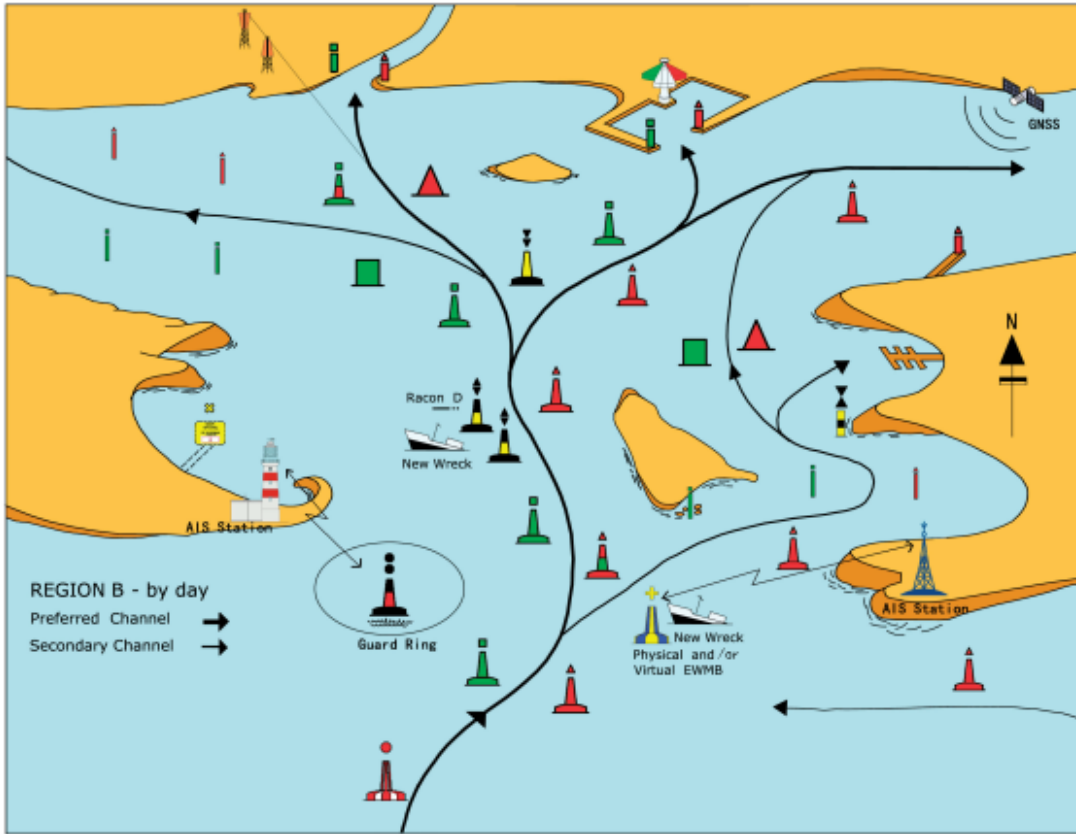 GNSS
N
Racon D
New Wreck
AIS Station
REGION B - by day
Preferred Channel
Secondary Channel
Guard Ring
New Wreck
Physical and/or
Virtual EWMB
AIS Station